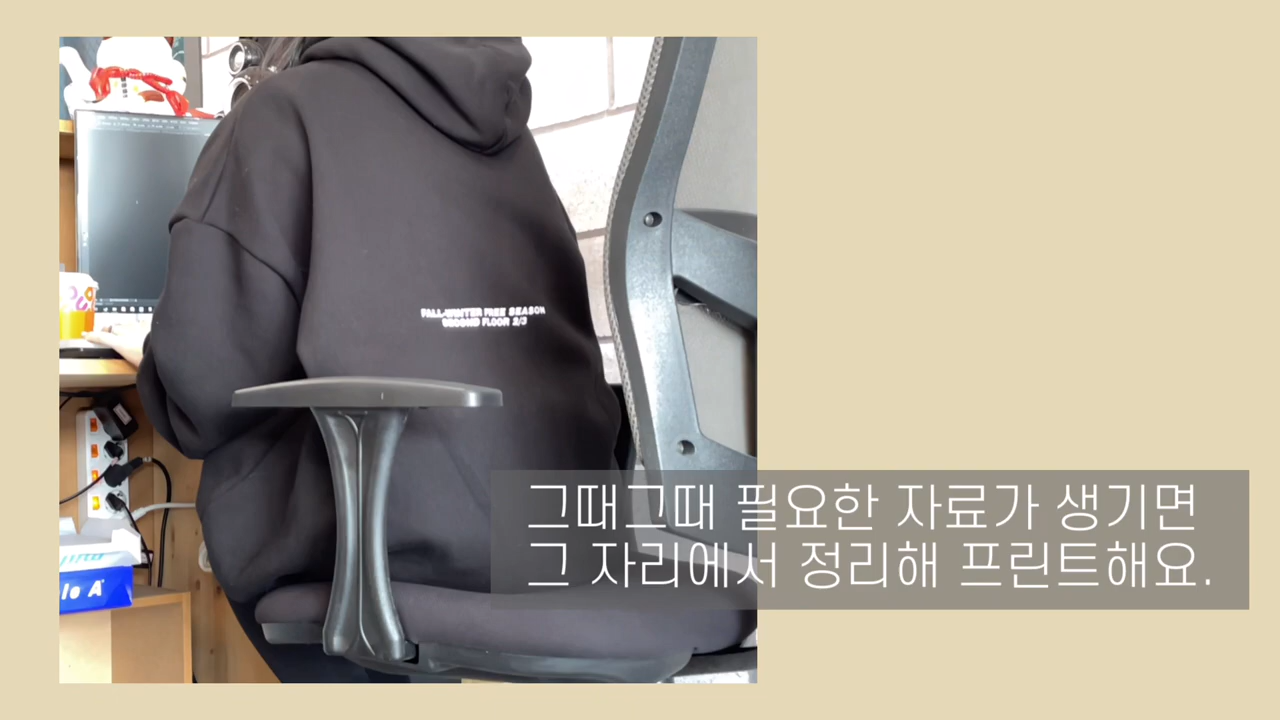 FALL-WINTER FREE SEASON
SECOND FLOOR 2/3
그때그때 필요한 자료가 생기면
그 자리에서 정리해 프린트해요.